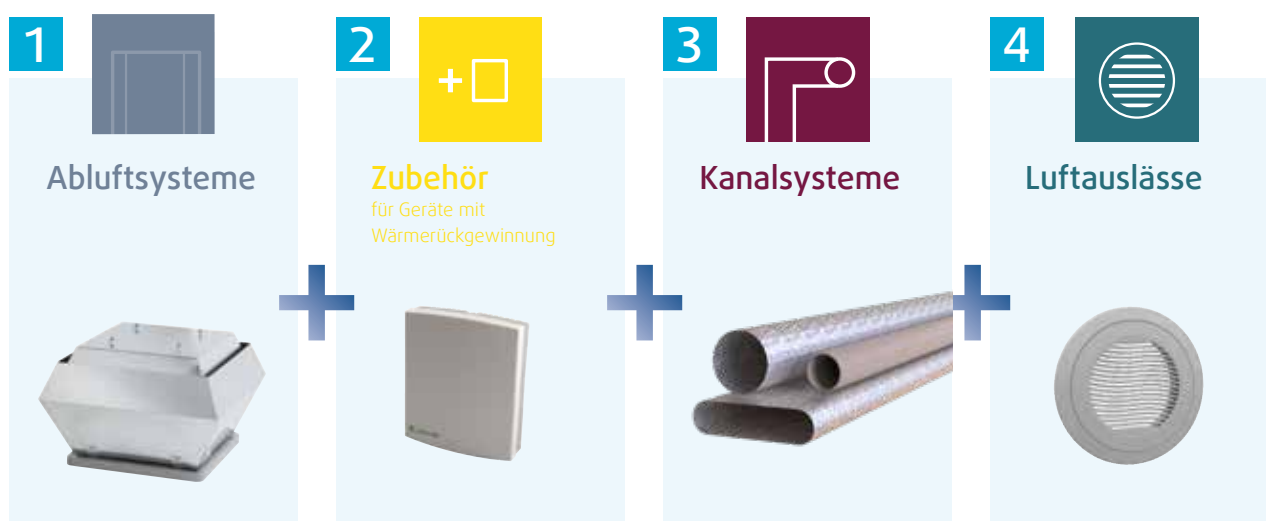 1
Abluftsysteme
2
Zubehör
für Geräte mit
Wärmerückgewinnung
3
Kanalsysteme
4
Luftauslässe